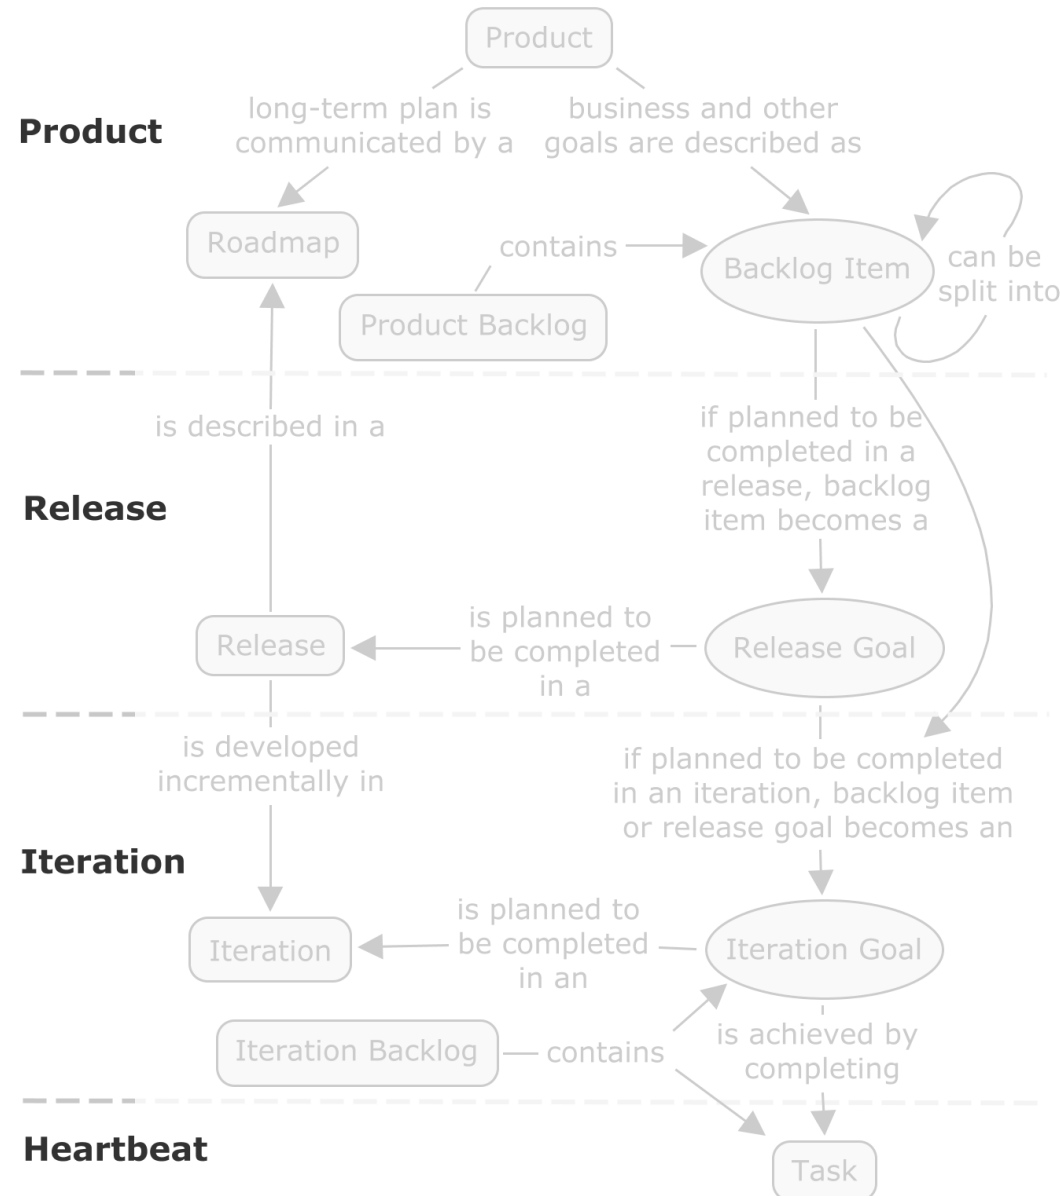 Product
long-term plan is
communicated by a
business and other
goals are described as
Product
Roadmap
contains
Backlog Item
can be
split into
Product Backlog
is described in a
if planned to be
completed in a
release, backlog
item becomes a
Release
is planned to
be completed
in a
Release
Release Goal
is developed
incrementally in
if planned to be completed
in an iteration, backlog item
or release goal becomes an
Iteration
is planned to
be completed
in an
Iteration
Iteration Goal
Iteration Backlog
contains
is achieved by
completing
Heartbeat
Task